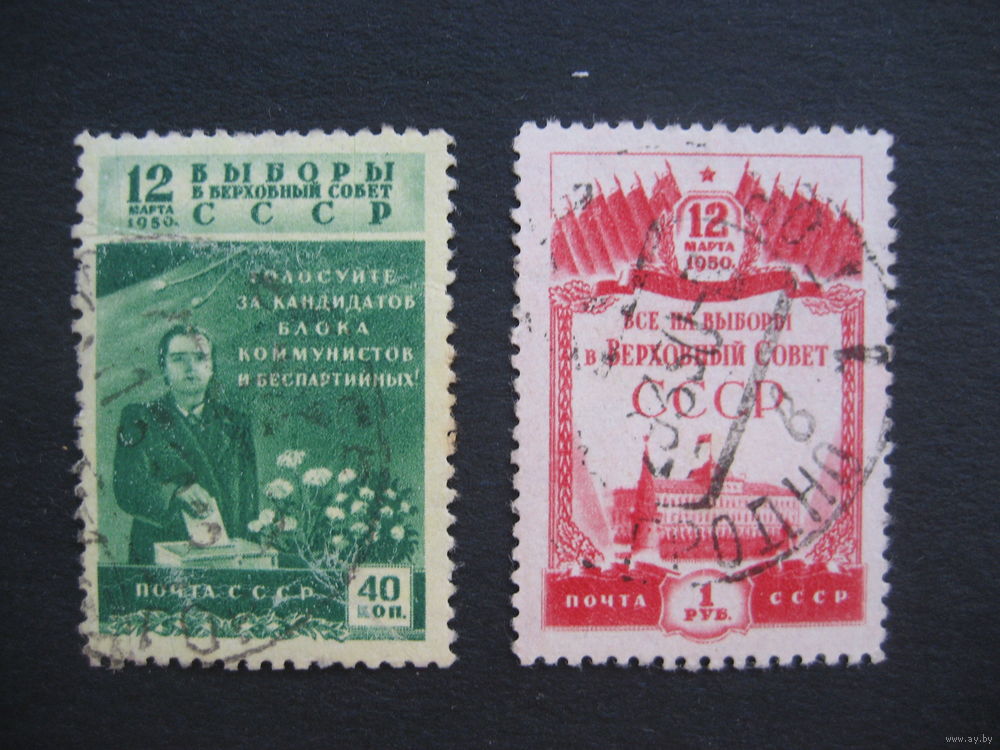 12
МАРТА
1950.
ВЫБОРЫ
В ВЕРХОВНЫЙ СОВЕТ
СССР
ГОЛОСУЙТЕ
ЗА КАНДИДАТОВ
БЛОКА
КОММУНИСТОВ
И БЕСПАРТИЙНЫХ!
ПОЧТА СССР
40
КОП.
12
МАРТА
1950.
ВСЕ НА ВЫБОРЫ
В ВЕРХОВНЫЙ СОВЕТ
СССР
ПОЧТА
1
РУБ.
СССР
ГРОДНО
www.ay.by